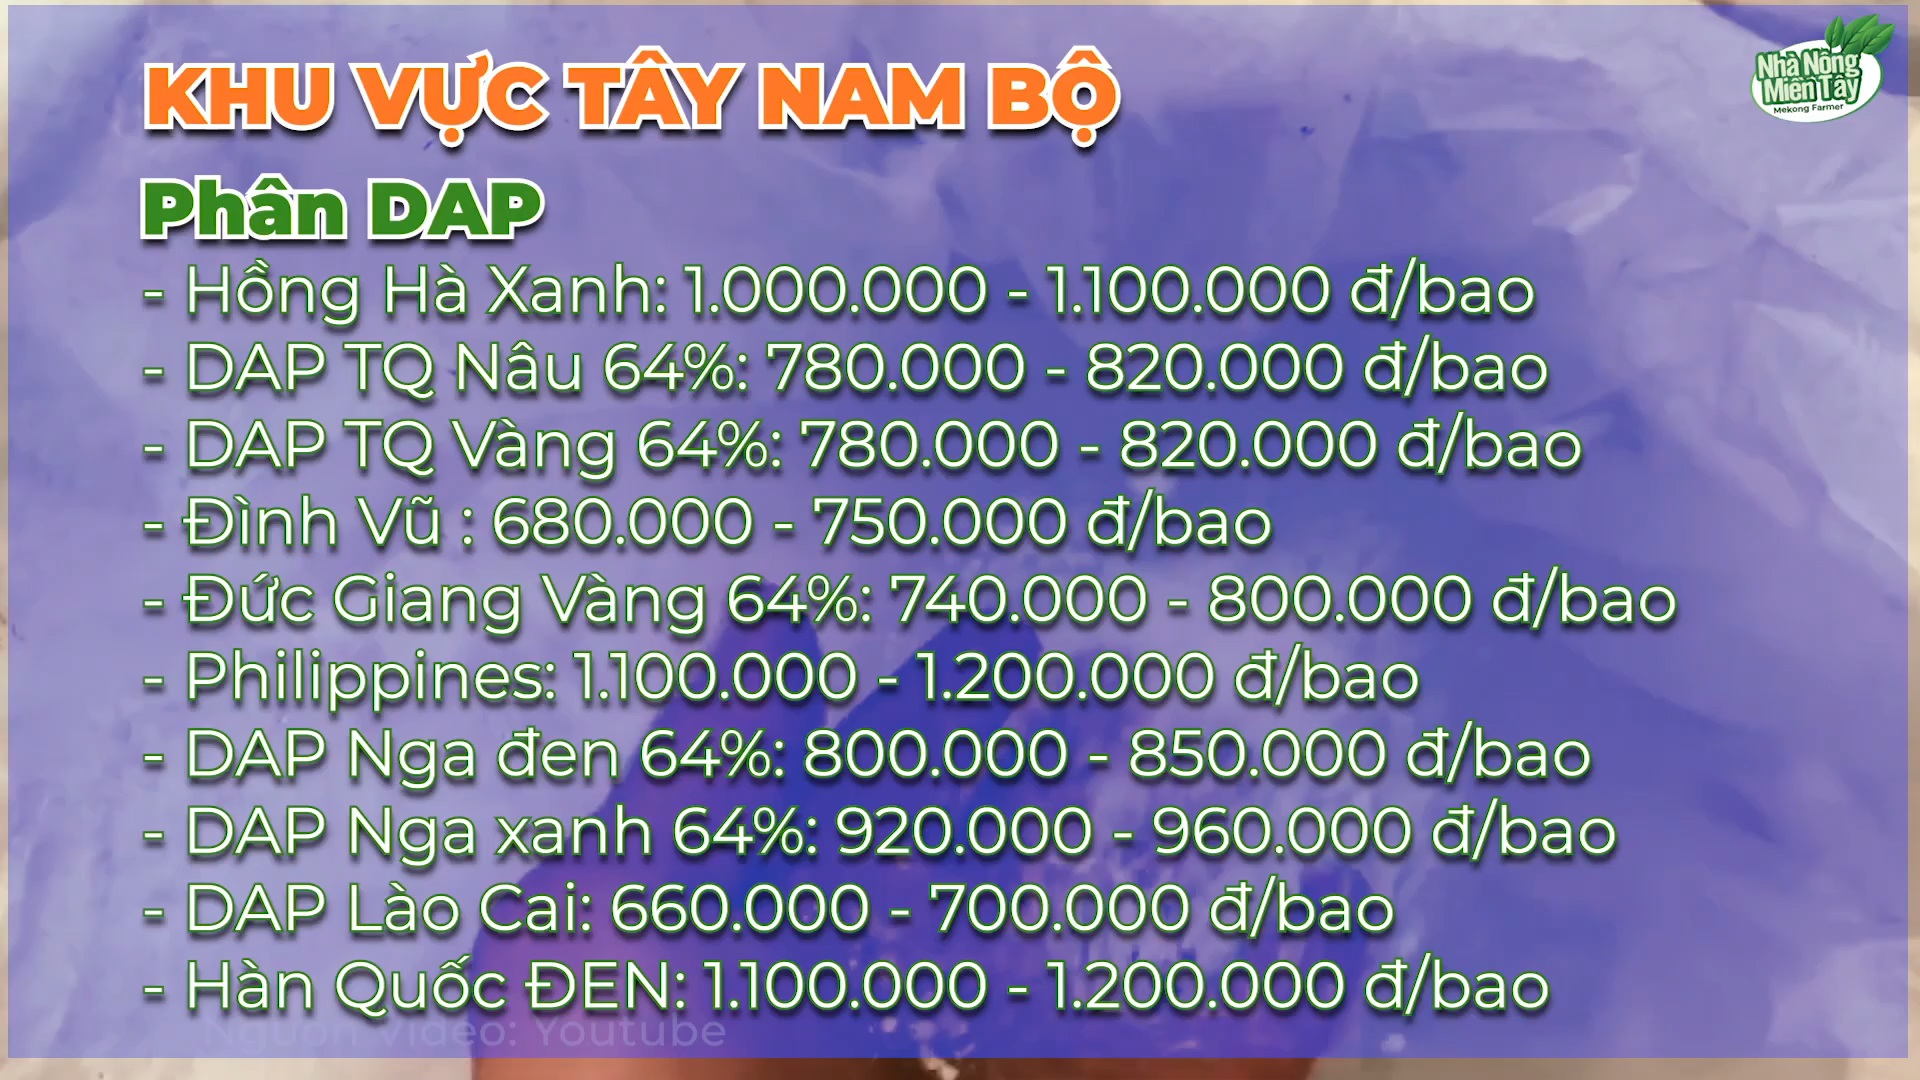 KHU VỰC TÂY NAM BỘ
Nhà Nông
Miền Tây
Mekong Farmer
Phân DAP
- Hồng Hà Xanh: 1.000.000 - 1.100.000 đ/bao
- DAP TQ Nâu 64%: 780.000 - 820.000 đ/bao
- DAP TQ Vàng 64%: 780.000 - 820.000 đ/bao
- Đình Vũ : 680.000 - 750.000 đ/bao
- Đức Giang Vàng 64%: 740.000 - 800.000 đ/bao
- Philippines: 1.100.000 - 1.200.000 đ/bao
- DAP Nga đen 64%: 800.000 - 850.000 đ/bao
- DAP Nga xanh 64%: 920.000 - 960.000 đ/bao
- DAP Lào Cai: 660.000 - 700.000 đ/bao
- Hàn Quốc ĐEN: 1.100.000 - 1.200.000 đ/bao
Nguồn Video: Youtube